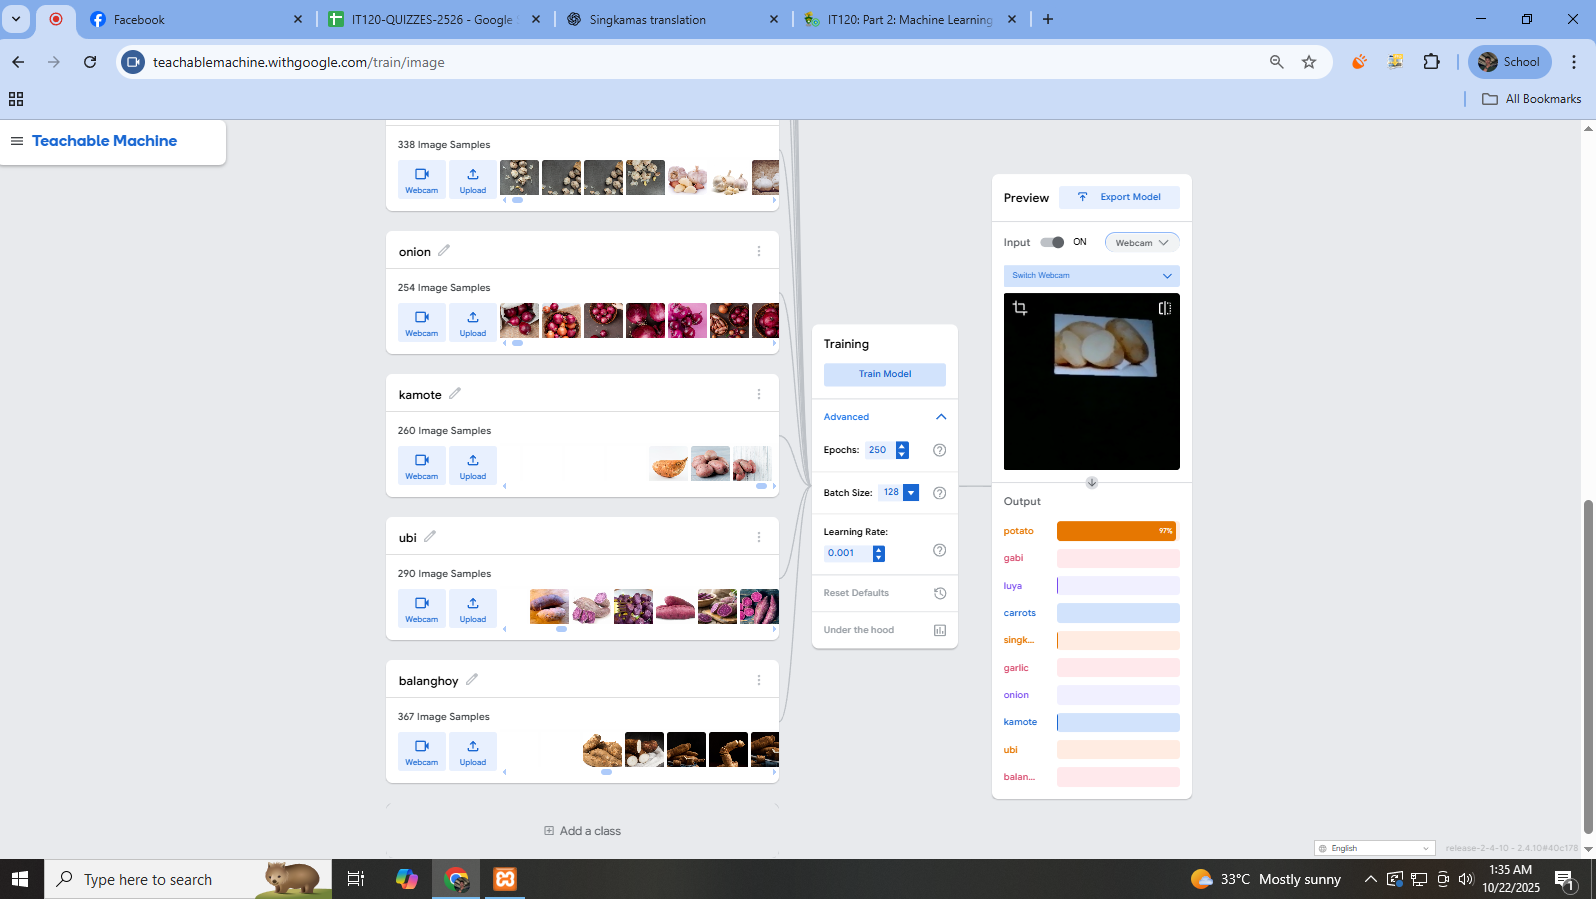 Facebook
IT120-QUIZZES-2526 - Google
Singkamas translation
IT120: Part 2: Machine Learning
teachablemachine.withgoogle.com/train/image
School
All Bookmarks
Teachable Machine
338 Image Samples
Webcam
Upload
onion
254 Image Samples
Webcam
Upload
kamote
260 Image Samples
Webcam
Upload
ubi
290 Image Samples
Webcam
Upload
balanghoy
367 Image Samples
Webcam
Upload
Add a class
Training
Train Model
Advanced
Epochs: 250
Batch Size: 128
Learning Rate:
0.001
Reset Defaults
Under the hood
Preview
Export Model
Input ON Webcam
Switch Webcam
Output
potato 97%
gabi
luya
carrots
singk...
garlic
onion
kamote
ubi
balan...
English
release-2-4-10 - 2.4.10#40c178
Type here to search
33°C Mostly sunny
1:35 AM
10/22/2025
1